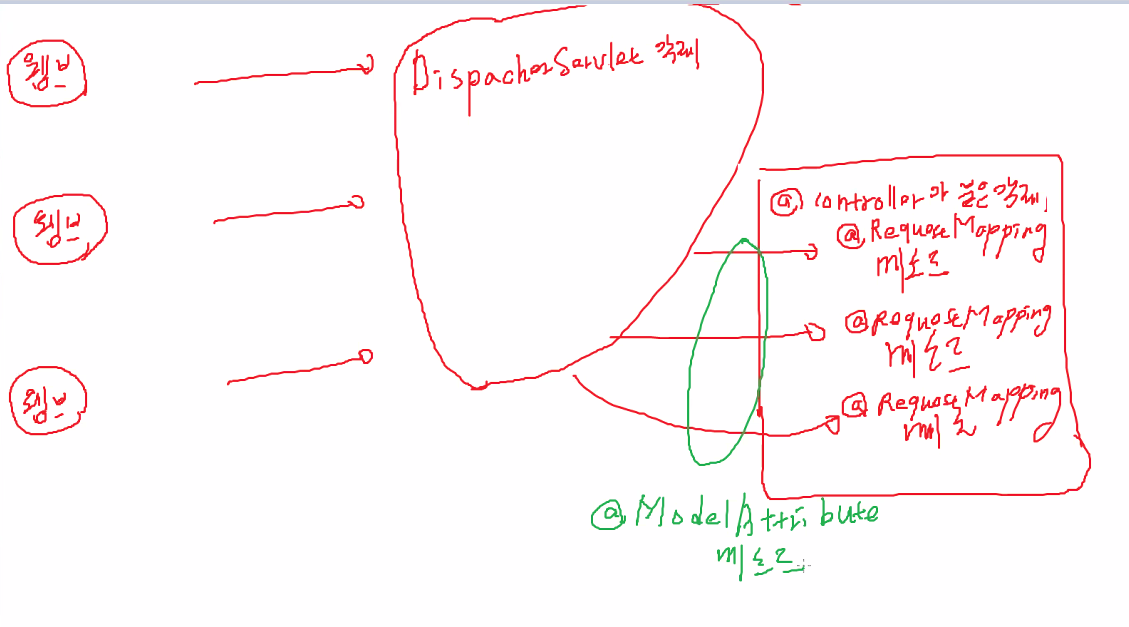 웹브
DispacherServlet 객체
웹브
@ controller가 붙은 객체
@ RequestMapping
메소드
@ RequestMapping
메소드
웹브
@ RequestMapping
메소드
@ ModelAttribute
메소드